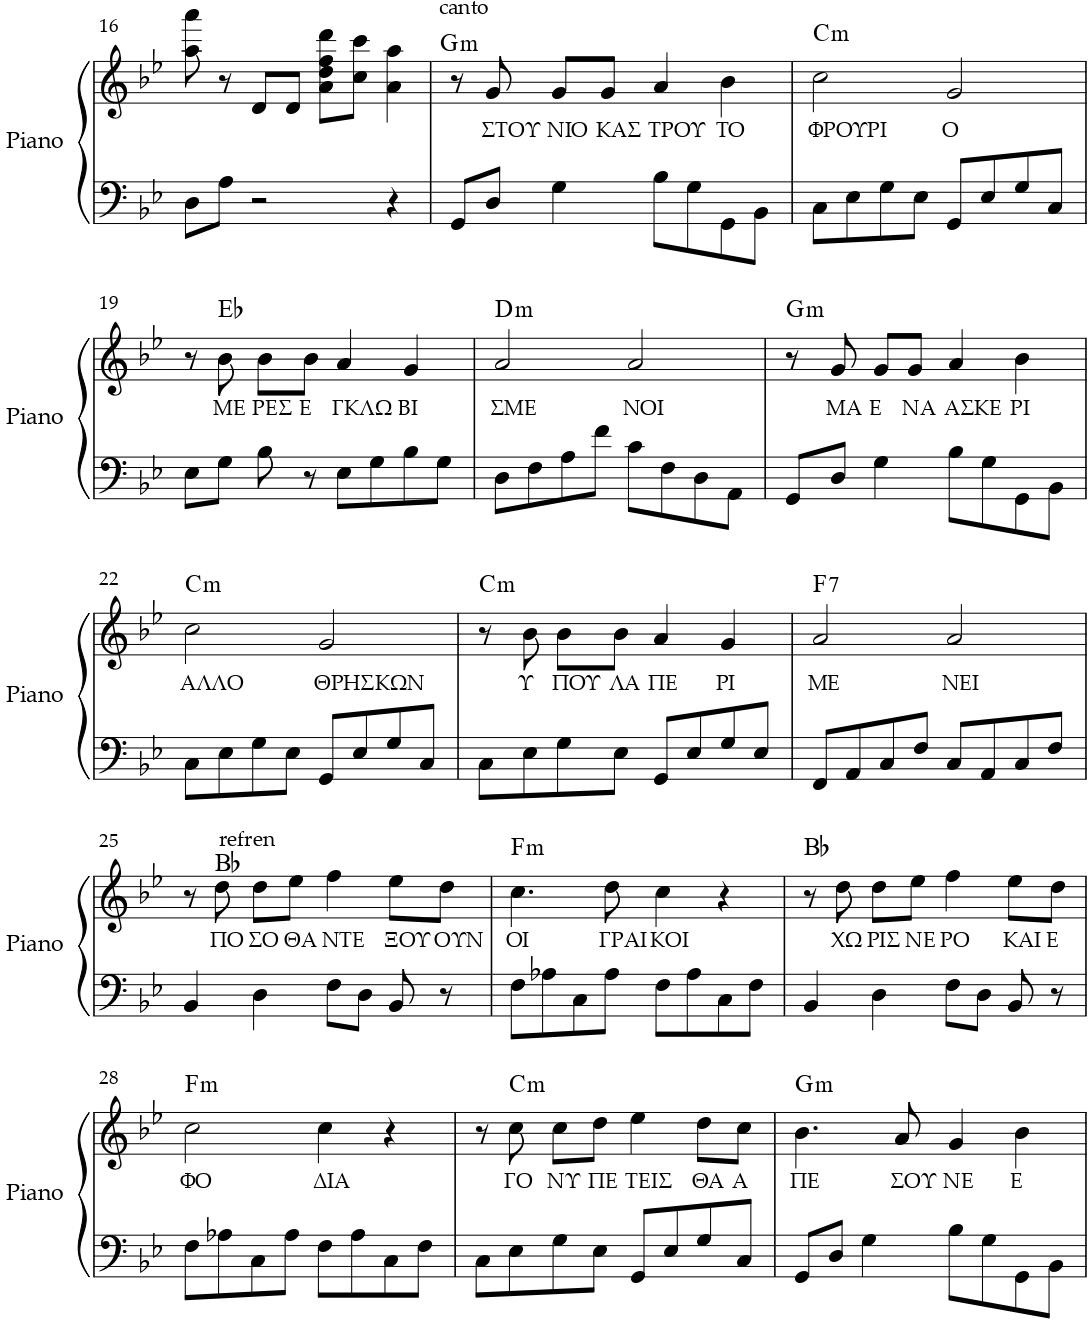 canto
16 Gm Cm
Piano ΣΤΟΥ ΝΙΟ ΚΑΣ ΤΡΟΥ ΤΟ ΦΡΟΥΡΙ Ο
19 E♭ Dm Gm
Piano ΜΕ ΡΕΣ Ε ΓΚΛΩ ΒΙ ΣΜΕ ΝΟΙ ΜΑ Ε ΝΑ ΑΣΚΕ ΡΙ
22 Cm Cm F7
Piano ΑΛΛΟ ΘΡΗΣΚΩΝ Υ ΠΟΥ ΛΑ ΠΕ ΡΙ ΜΕ ΝΕΙ
25 refren
B♭ Fm B♭
Piano ΠΟ ΣΟ ΘΑ ΝΤΕ ΞΟΥ ΟΥΝ ΟΙ ΓΡΑΙ ΚΟΙ ΧΩ ΡΙΣ ΝΕ ΡΟ ΚΑΙ Ε
28 Fm Cm Gm
Piano ΦΟ ΔΙΑ ΓΟ ΝΥ ΠΕ ΤΕΙΣ ΘΑ Α ΠΕ ΣΟΥ ΝΕ Ε